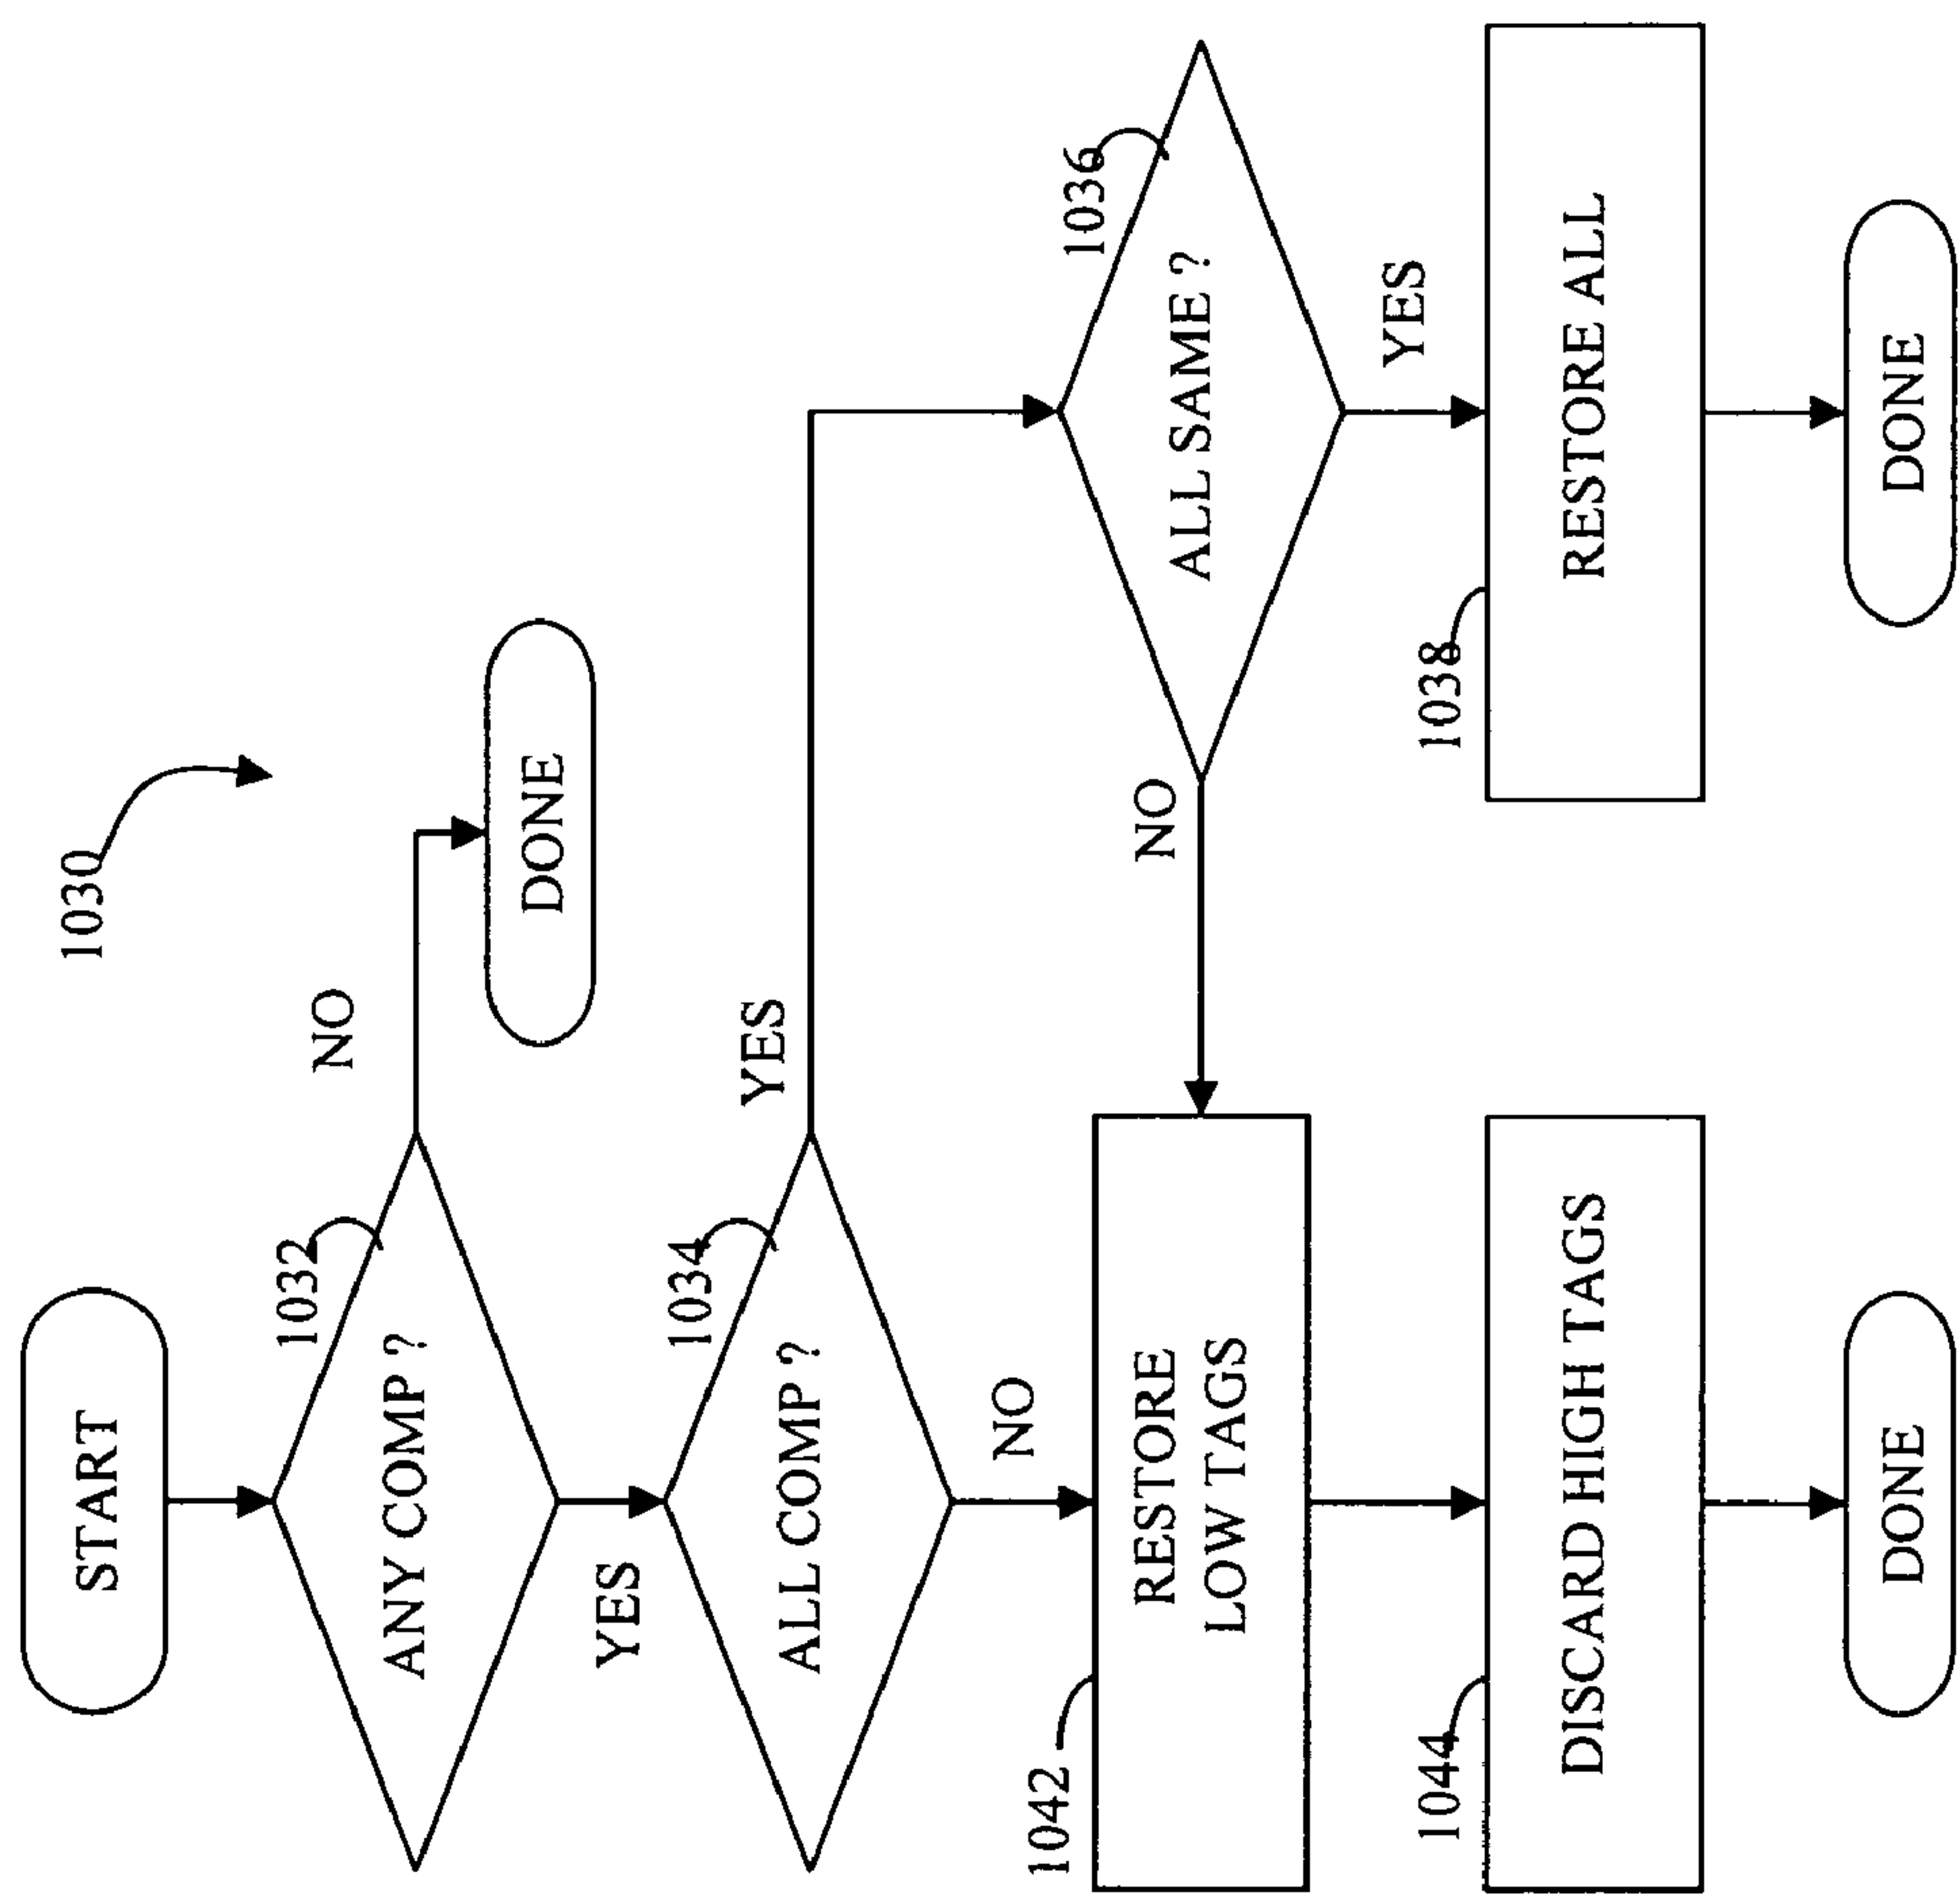 1030
START
1032
ANY COMP ?
NO
DONE
YES
1034
ALL COMP ?
YES
NO
1036
ALL SAME ?
NO
YES
1042
RESTORE
LOW TAGS
1038
RESTORE ALL
1044
DISCARD HIGH TAGS
DONE
DONE